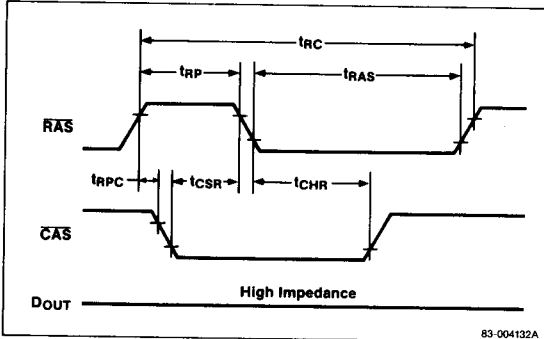 tRC
tRP
tRAS
RAS
tRPC
tCSR
tCHR
CAS
High Impedance
DOUT
83-004132A